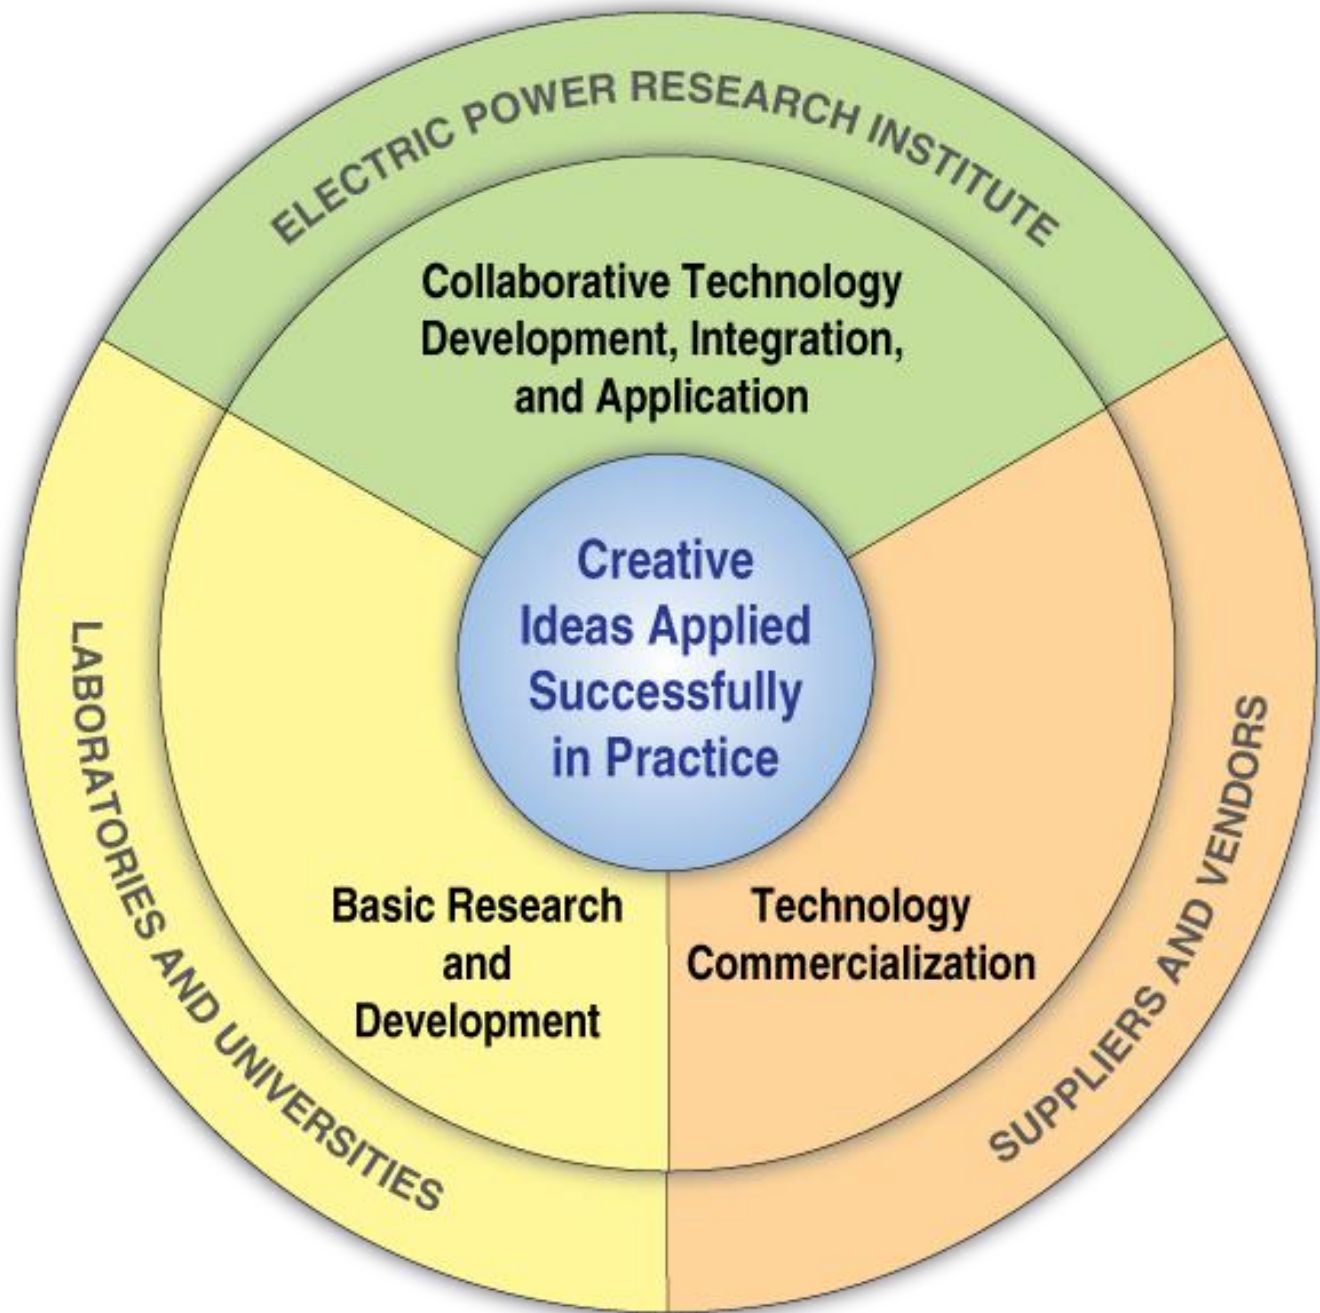 ELECTRIC POWER RESEARCH INSTITUTE
Collaborative Technology
Development, Integration,
and Application
Creative
Ideas Applied
Successfully
in Practice
LABORATORIES AND UNIVERSITIES
Basic Research
and
Development
Technology
Commercialization
SUPPLIERS AND VENDORS